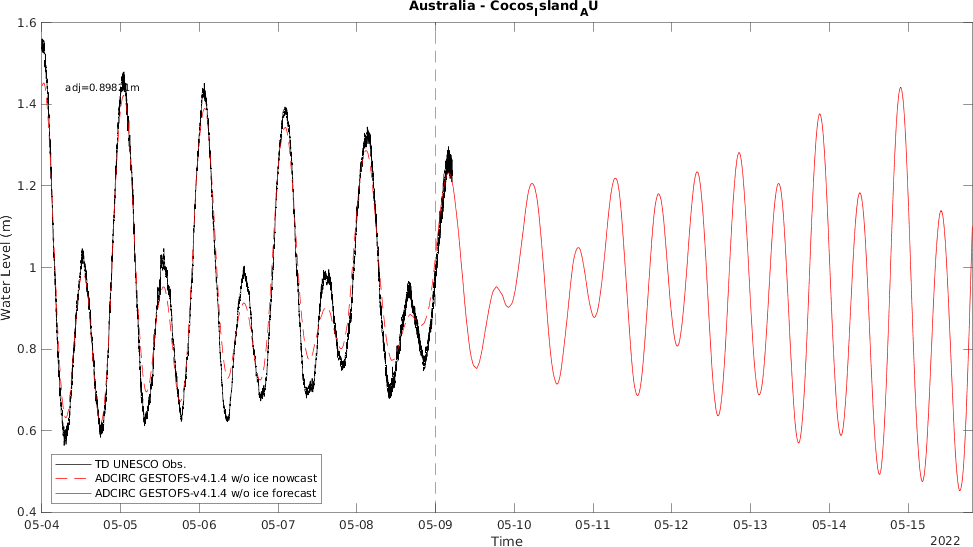 Australia - Cocos_Island_AU
1.6
adj=0.89821m
1.4
1.2
1
0.8
0.6
0.4
Water Level (m)
TD UNESCO Obs.
ADCIRC GESTOFS-v4.1.4 w/o ice nowcast
ADCIRC GESTOFS-v4.1.4 w/o ice forecast
05-04 05-05 05-06 05-07 05-08 05-09 05-10 05-11 05-12 05-13 05-14 05-15
Time
2022